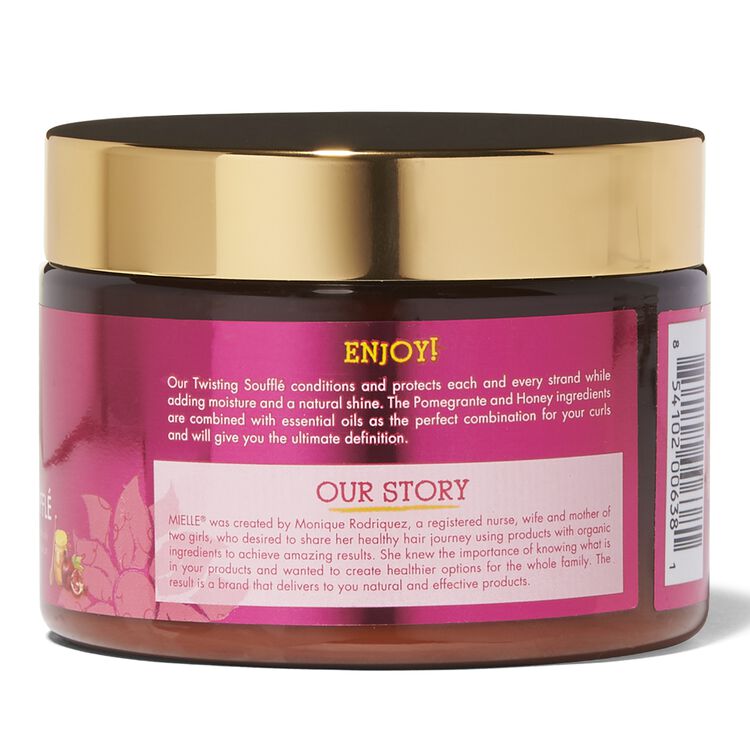 ENJOY!
Our Twisting Soufflé conditions and protects each and every strand while
adding moisture and a natural shine. The Pomegrante and Honey ingredients
are combined with essential oils as the perfect combination for your curls
and will give you the ultimate definition.
OUR STORY
MIELLE® was created by Monique Rodriquez, a registered nurse, wife and mother of
two girls, who desired to share her healthy hair journey using products with organic
ingredients to achieve amazing results. She knew the importance of knowing what is
in your products and wanted to create healthier options for the whole family. The
result is a brand that delivers to you natural and effective products.
FFLÉ
8 54102 00638 1